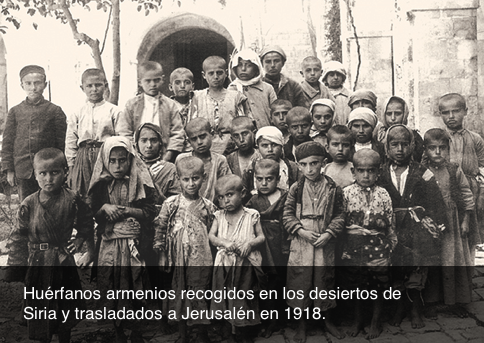 Huérfanos armenios recogidos en los desiertos de
Siria y trasladados a Jerusalén en 1918.